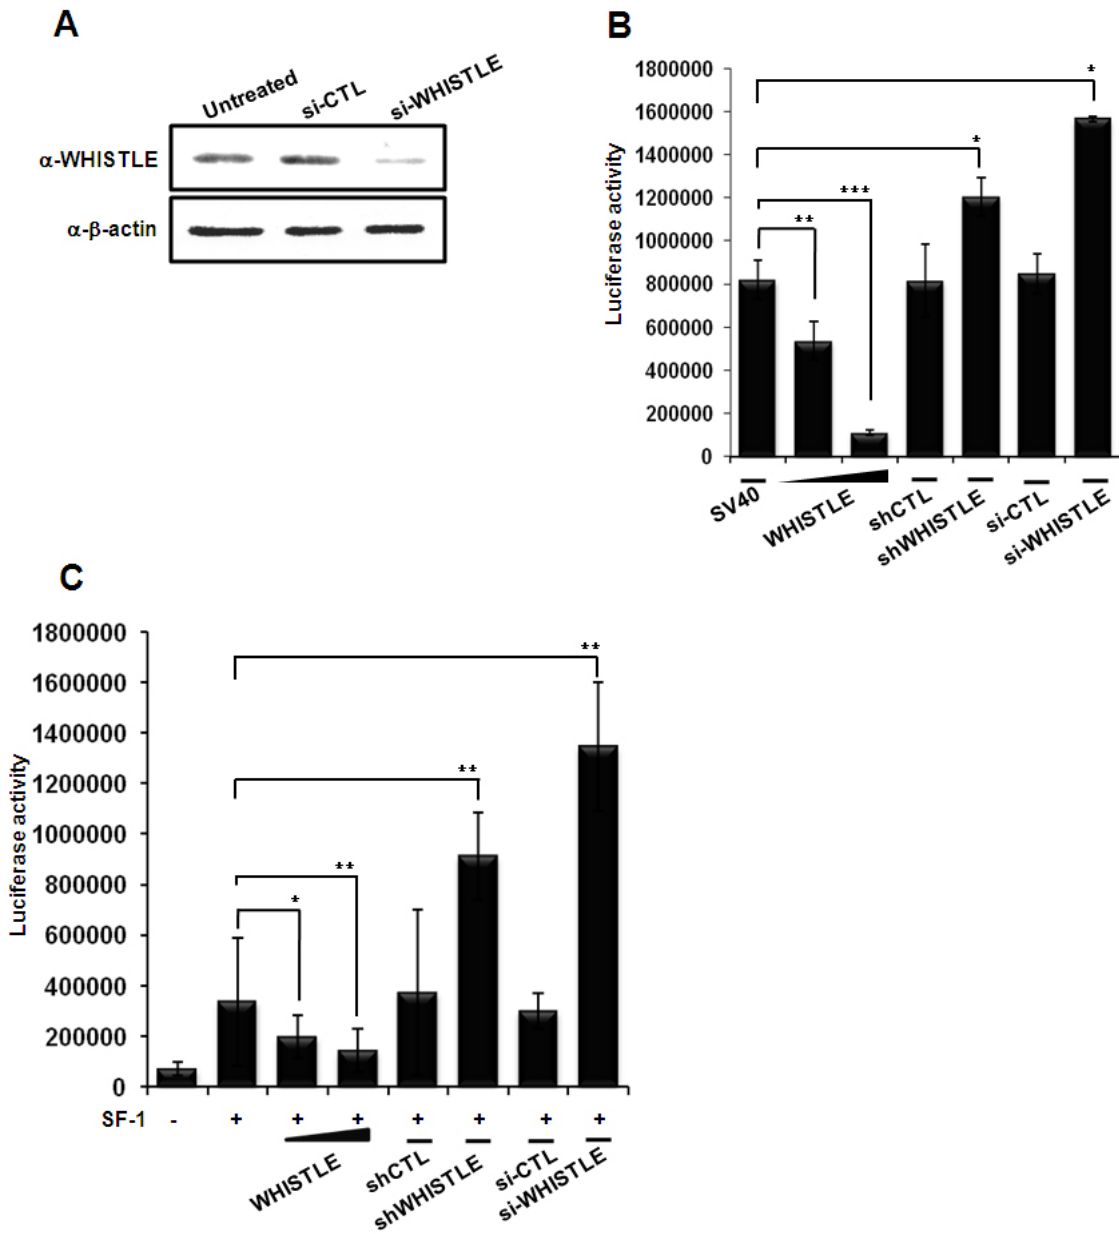 A
Untreated
si-CTL
si-WHISTLE
α-WHISTLE
α-β-actin
B
Luciferase activity
1800000
1600000
1400000
1200000
1000000
800000
600000
400000
200000
0
*
*
***
**
SV40
WHISTLE
shCTL
shWHISTLE
si-CTL
si-WHISTLE
C
Luciferase activity
1800000
1600000
1400000
1200000
1000000
800000
600000
400000
200000
0
**
**
**
*
SF-1 - + + + + + + +
WHISTLE
shCTL
shWHISTLE
si-CTL
si-WHISTLE